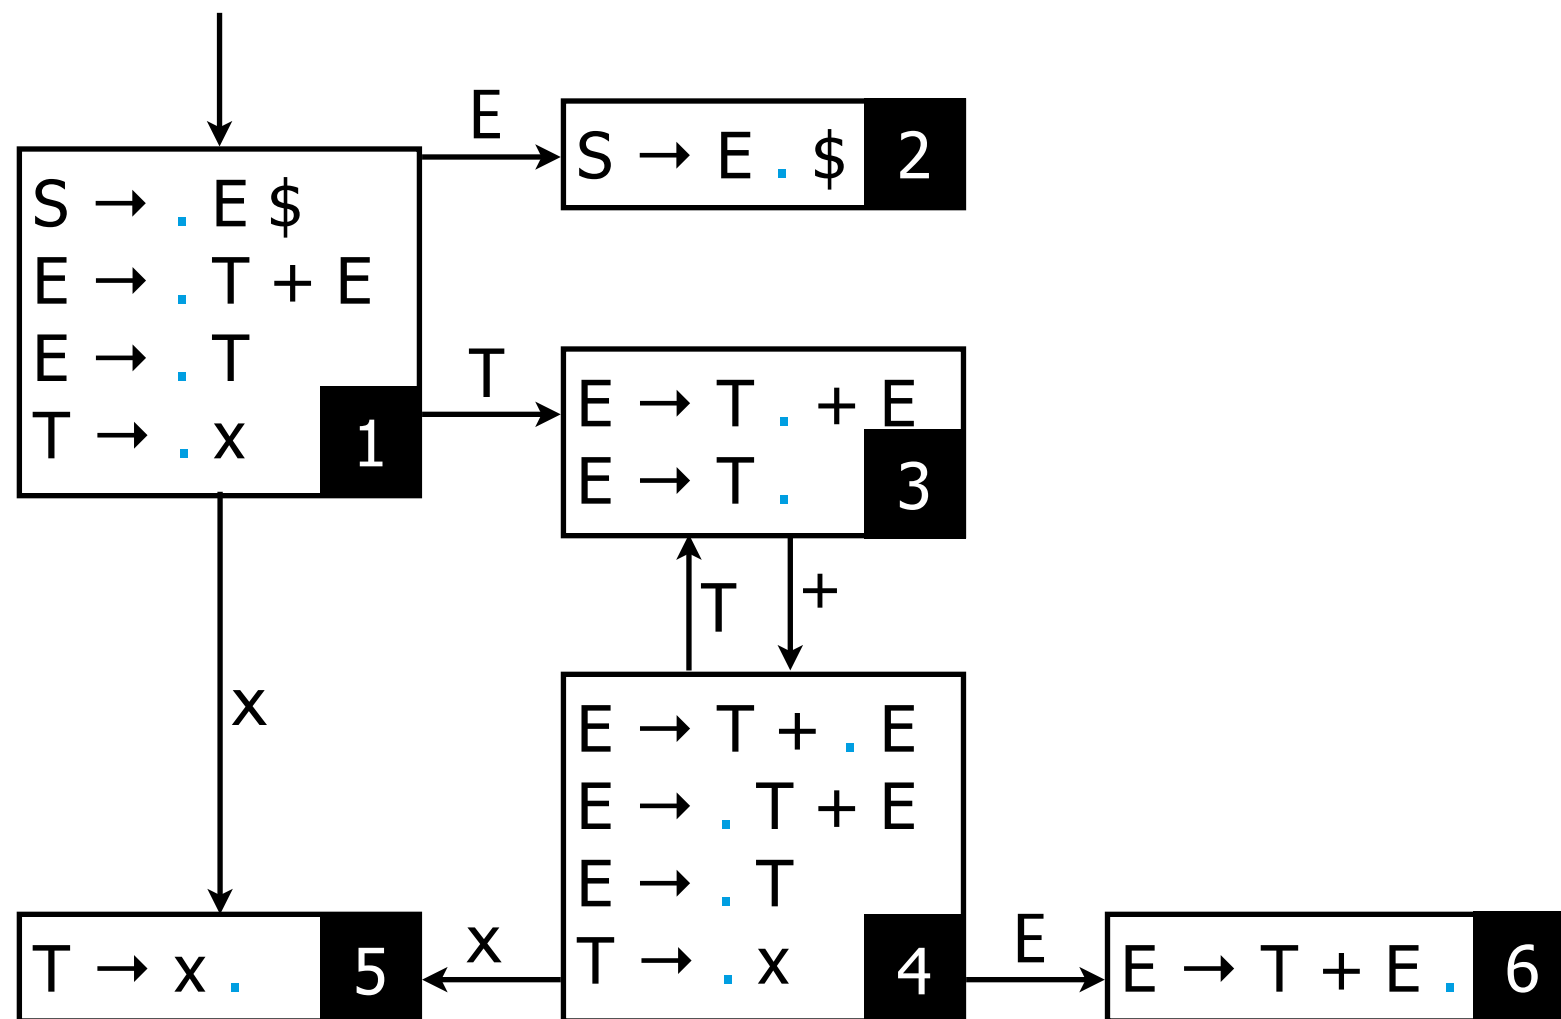 E
S → E . $
2
S → . E $
E → . T + E
E → . T
T → . x
1
T
E → T . + E
E → T .
3
T
+
x
E → T + . E
E → . T + E
E → . T
T → . x
4
x
E
T → x .
5
E → T + E .
6